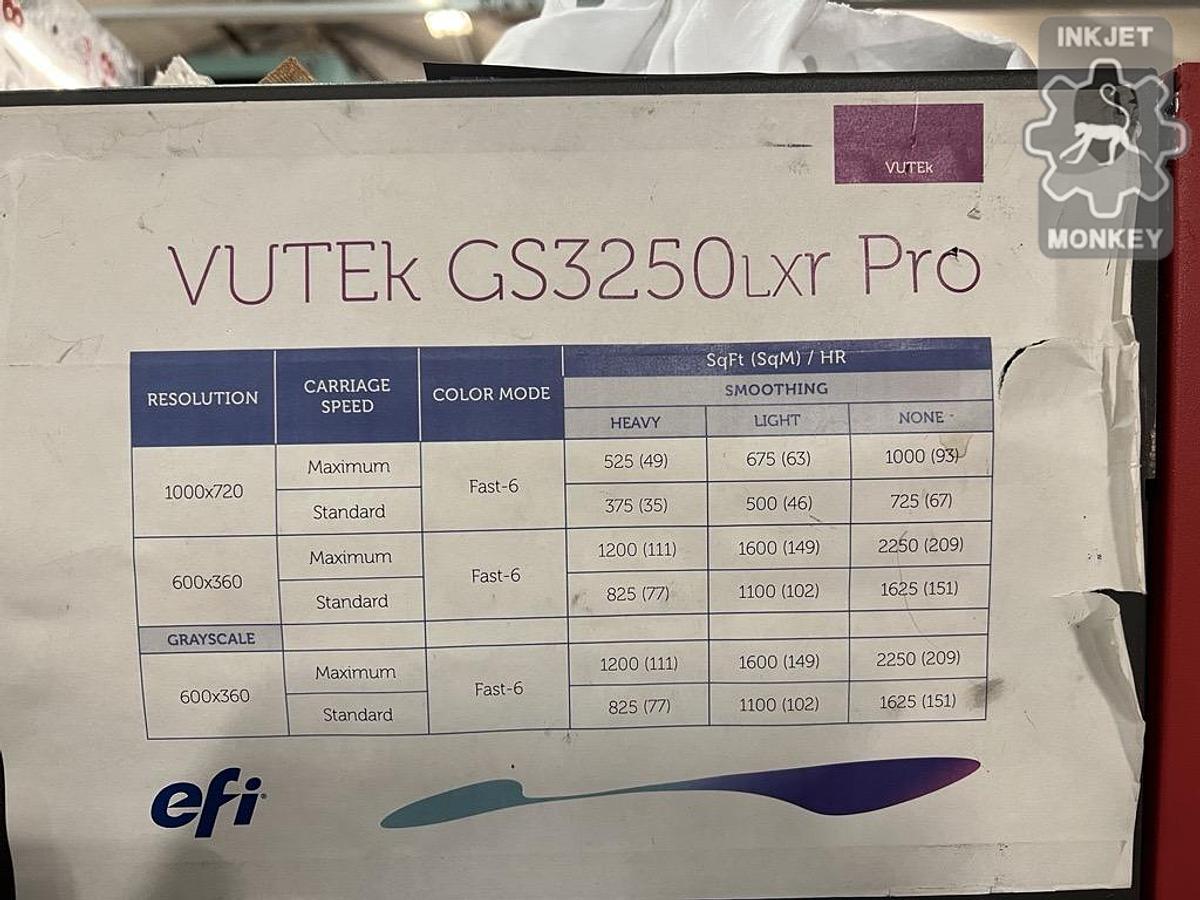 INKJET
MONKEY
VUTEk
VUTEk GS3250LXr Pro
RESOLUTION CARRIAGE SPEED COLOR MODE SqFt (SqM) / HR
SMOOTHING
HEAVY LIGHT NONE
1000x720 Maximum Fast-6 525 (49) 675 (63) 1000 (93)
Standard 375 (35) 500 (46) 725 (67)
600x360 Maximum Fast-6 1200 (111) 1600 (149) 2250 (209)
Standard 825 (77) 1100 (102) 1625 (151)
GRAYSCALE
600x360 Maximum Fast-6 1200 (111) 1600 (149) 2250 (209)
Standard 825 (77) 1100 (102) 1625 (151)
efi